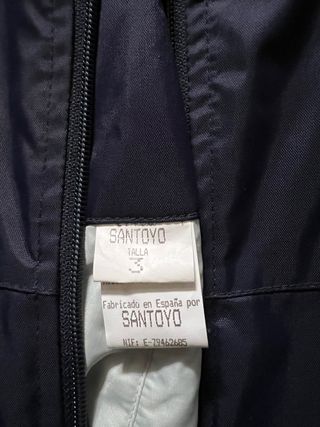 SANTOYO
TALLA
3
Fabricado en España por
SANTOYO
NIF: E-79462685